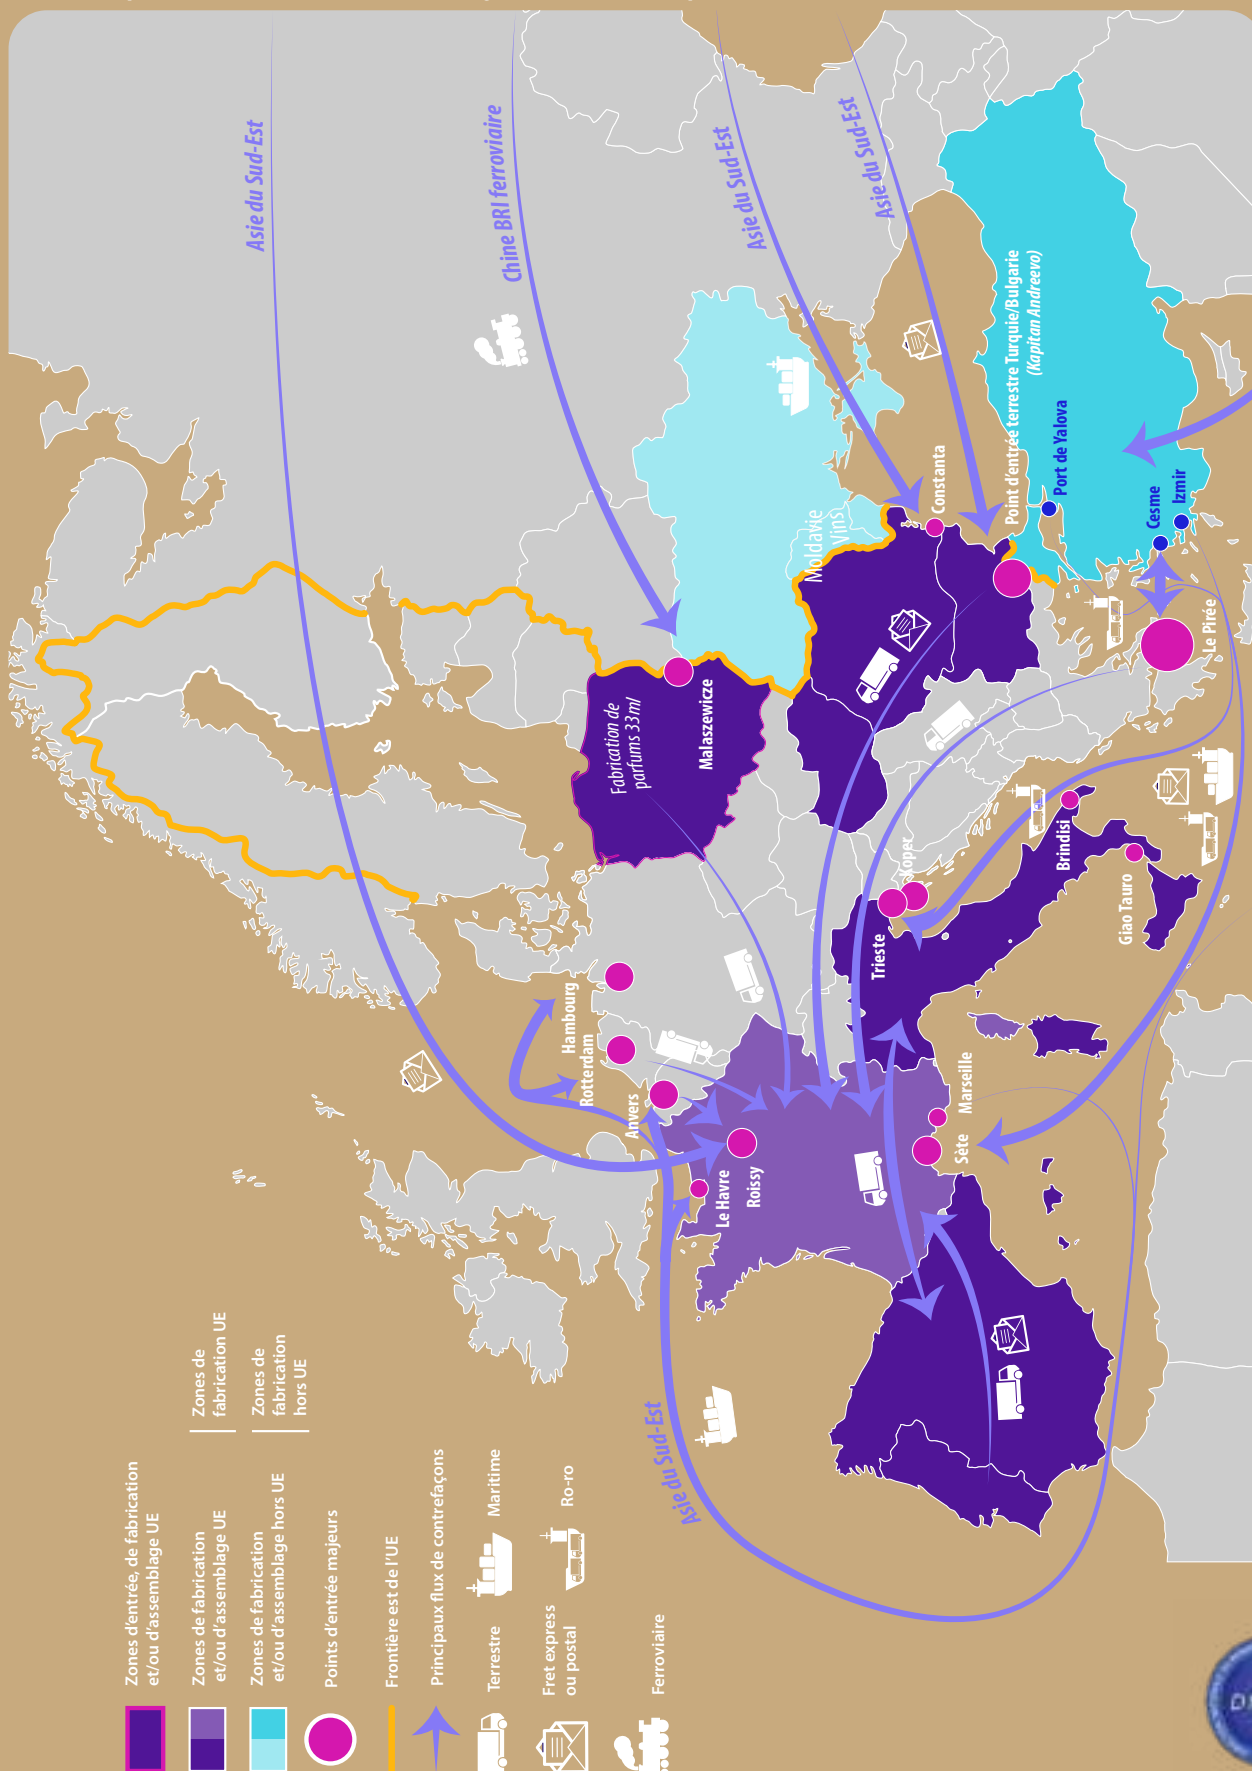 Zones d'entrée, de fabrication
et/ou d'assemblage UE
Zones de fabrication
et/ou d'assemblage UE
Zones de
fabrication UE
Zones de fabrication
et/ou d'assemblage hors UE
Zones de
fabrication
hors UE
Points d'entrée majeurs
Frontière est de l'UE
Principaux flux de contrefaçons
Terrestre
Maritime
Fret express
ou postal
Ro-ro
Ferroviaire
Asie du Sud-Est
Chine BRI ferroviaire
Asie du Sud-Est
Asie du Sud-Est
Asie du Sud-Est
Hambourg
Rotterdam
Anvers
Le Havre
Roissy
Fabrication de
parfums 33ml
Malaszewicze
Moldavie
Vins
Constanta
Point d'entrée terrestre Turquie/Bulgarie
(Kapitan Andreevo)
Port de Yalova
Cesme
Izmir
Le Pirée
Koper
Trieste
Brindisi
Giao Tauro
Marseille
Sète